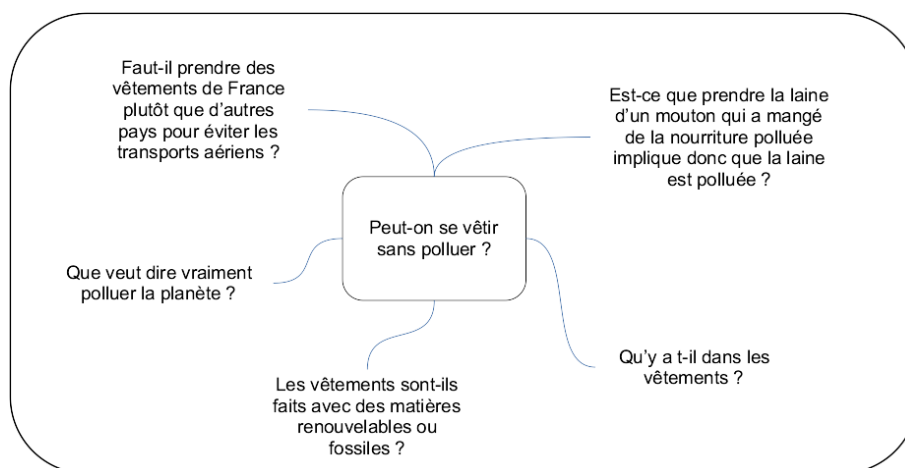 Faut-il prendre des
vêtements de France
plutôt que d'autres
pays pour éviter les
transports aériens ?
Est-ce que prendre la laine
d'un mouton qui a mangé
de la nourriture polluée
implique donc que la laine
est polluée ?
Peut-on se vêtir
sans polluer ?
Que veut dire vraiment
polluer la planète ?
Qu'y a t-il dans les
vêtements ?
Les vêtements sont-ils
faits avec des matières
renouvelables ou
fossiles ?